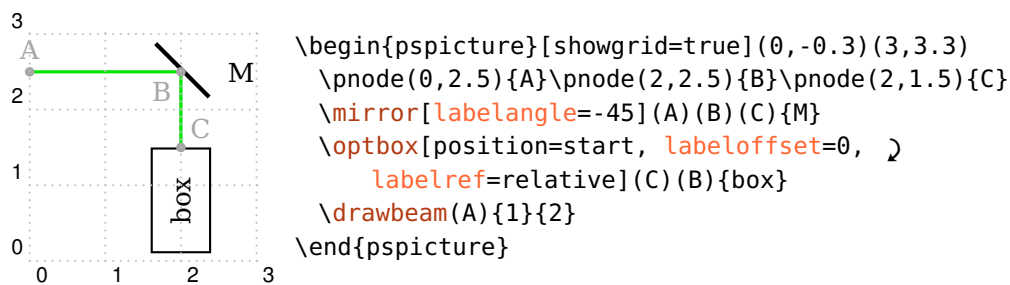 3
A
M
2
B
C
1
box
0
0 1 2 3
\begin{pspicture}[showgrid=true](0,-0.3)(3,3.3)
\pnode(0,2.5){A}\pnode(2,2.5){B}\pnode(2,1.5){C}
\mirror[labelangle=-45](A)(B)(C){M}
\optbox[position=start, labeloffset=0,
labelref=relative](C)(B){box}
\drawbeam(A){1}{2}
\end{pspicture}